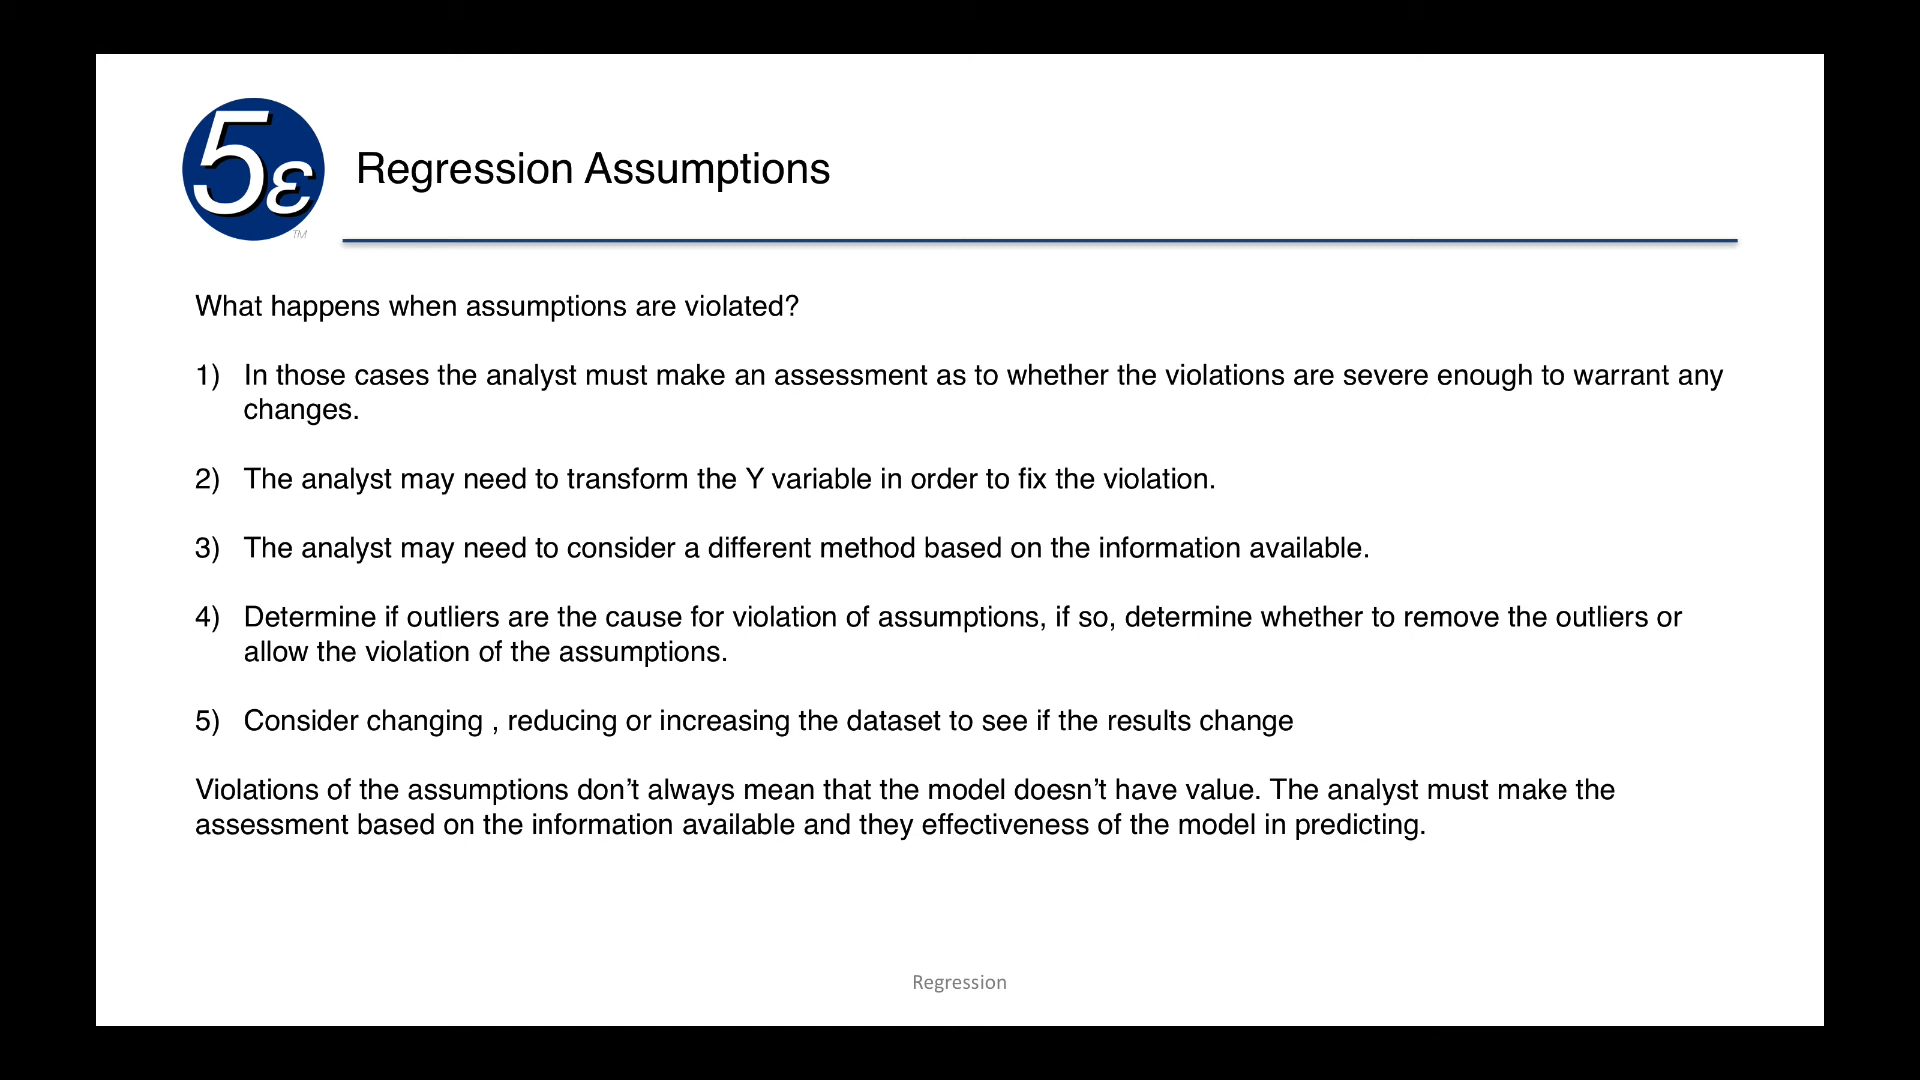 5ε
TM
Regression Assumptions
What happens when assumptions are violated?
1) In those cases the analyst must make an assessment as to whether the violations are severe enough to warrant any
changes.
2) The analyst may need to transform the Y variable in order to fix the violation.
3) The analyst may need to consider a different method based on the information available.
4) Determine if outliers are the cause for violation of assumptions, if so, determine whether to remove the outliers or
allow the violation of the assumptions.
5) Consider changing , reducing or increasing the dataset to see if the results change
Violations of the assumptions don’t always mean that the model doesn’t have value. The analyst must make the
assessment based on the information available and they effectiveness of the model in predicting.
Regression